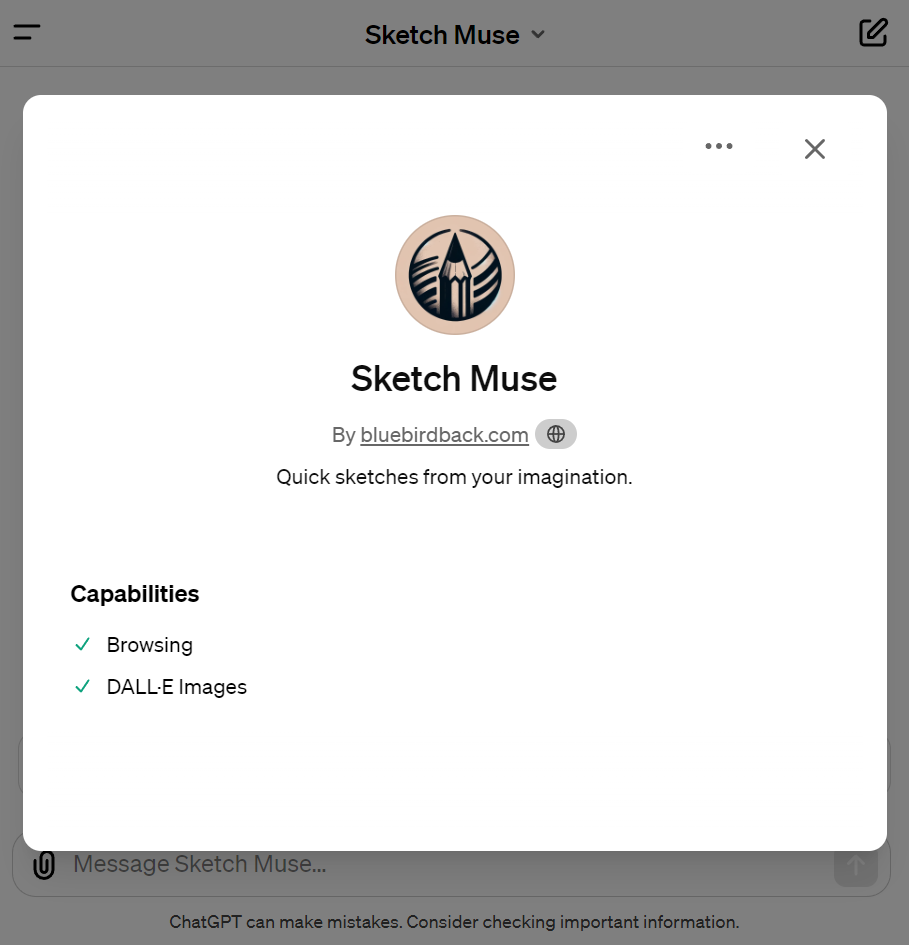 Sketch Muse
Sketch Muse
By bluebirdback.com
Quick sketches from your imagination.
Capabilities
Browsing
DALL·E Images
Message Sketch Muse...
ChatGPT can make mistakes. Consider checking important information.